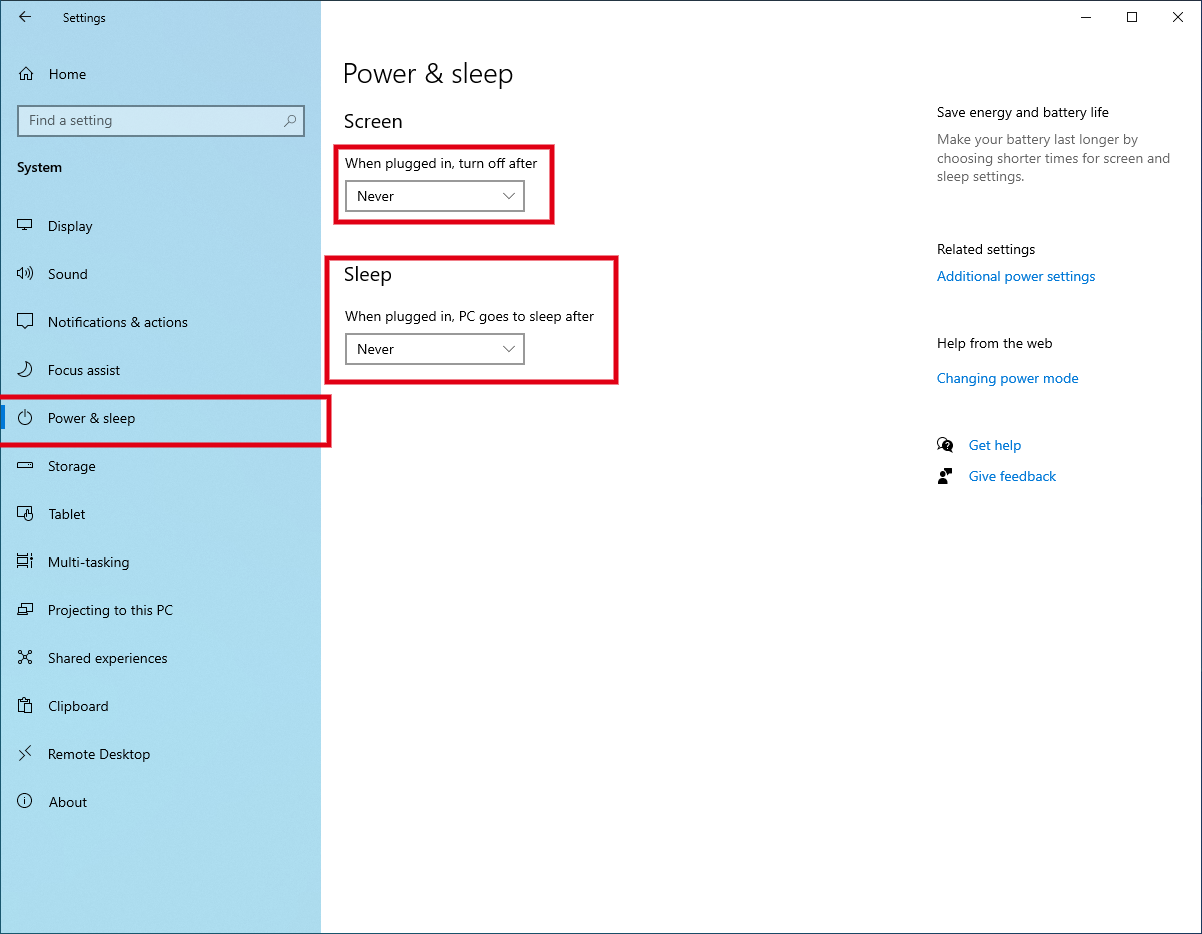 Settings
Home
Find a setting
System
Display
Sound
Notifications & actions
Focus assist
Power & sleep
Storage
Tablet
Multi-tasking
Projecting to this PC
Shared experiences
Clipboard
Remote Desktop
About
Power & sleep
Screen
When plugged in, turn off after
Never
Sleep
When plugged in, PC goes to sleep after
Never
Save energy and battery life
Make your battery last longer by
choosing shorter times for screen and
sleep settings.
Related settings
Additional power settings
Help from the web
Changing power mode
Get help
Give feedback